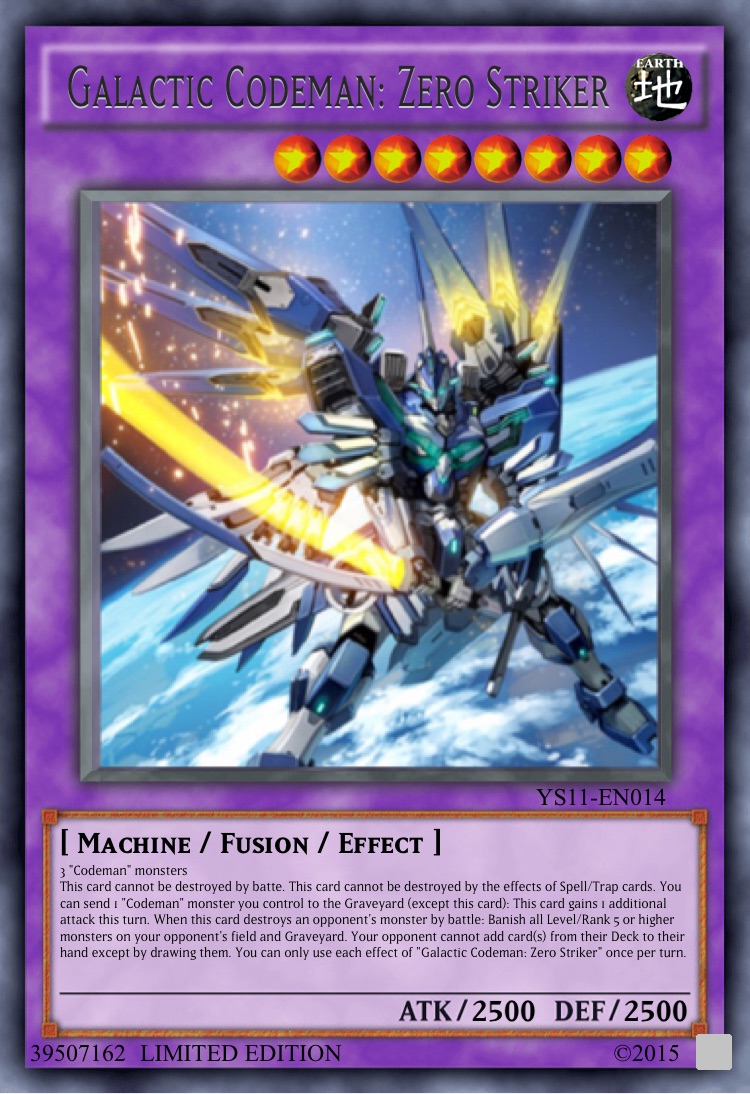 Galactic Codeman: Zero Striker
EARTH
地
YS11-EN014
[ Machine / Fusion / Effect ]
3 "Codeman" monsters
This card cannot be destroyed by batte. This card cannot be destroyed by the effects of Spell/Trap cards. You
can send 1 "Codeman" monster you control to the Graveyard (except this card): This card gains 1 additional
attack this turn. When this card destroys an opponent's monster by battle: Banish all Level/Rank 5 or higher
monsters on your opponent's field and Graveyard. Your opponent cannot add card(s) from their Deck to their
hand except by drawing them. You can only use each effect of "Galactic Codeman: Zero Striker" once per turn.
ATK/2500 DEF/2500
39507162 LIMITED EDITION ©2015